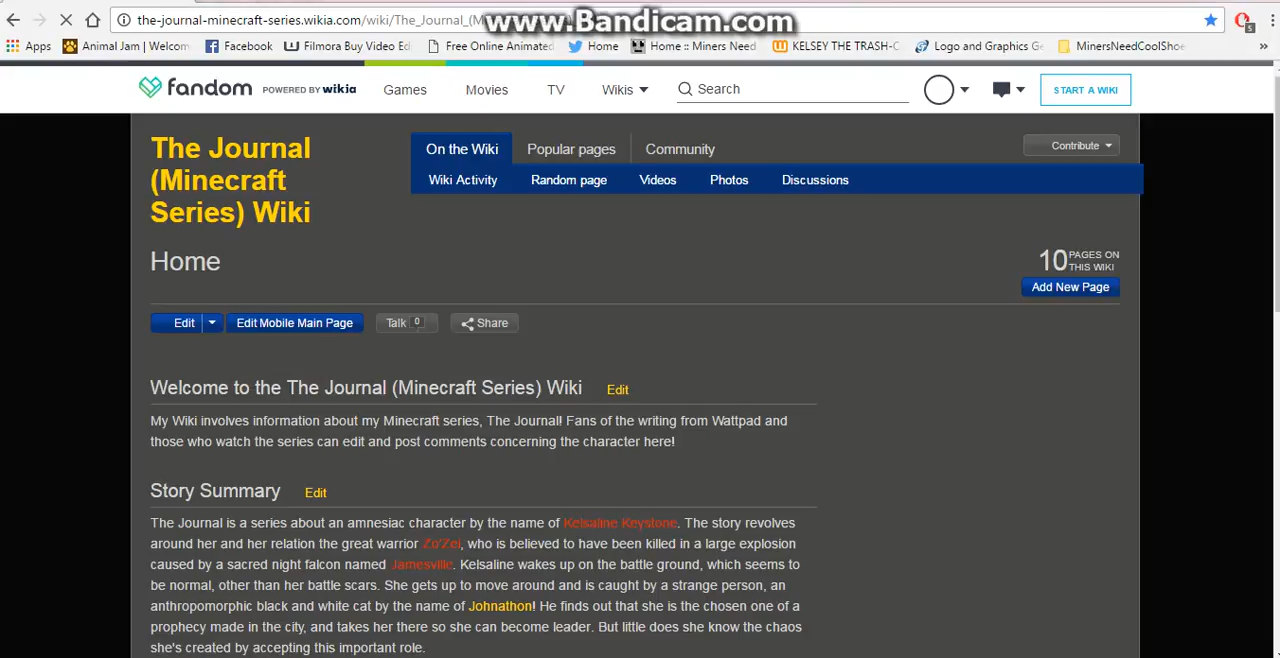 the-journal-minecraft-series.wikia.com/wiki/The_Journal_(M
www.Bandicam.com
Apps Animal Jam | Welcom Facebook Filmora Buy Video Ed Free Online Animated Home Home :: Miners Need KELSEY THE TRASH-C Logo and Graphics Ge MinersNeedCoolShoe »
fandom POWERED BY wikia Games Movies TV Wikis Search START A WIKI
The Journal
(Minecraft
Series) Wiki
On the Wiki Popular pages Community Contribute
Wiki Activity Random page Videos Photos Discussions
Home
10 PAGES ON
THIS WIKI
Add New Page
Edit Edit Mobile Main Page Talk 0 Share
Welcome to the The Journal (Minecraft Series) Wiki Edit
My Wiki involves information about my Minecraft series, The Journal! Fans of the writing from Wattpad and
those who watch the series can edit and post comments concerning the character here!
Story Summary Edit
The Journal is a series about an amnesiac character by the name of Kelsaline Keystone. The story revolves
around her and her relation the great warrior Zo'Zei, who is believed to have been killed in a large explosion
caused by a sacred night falcon named Jamesville. Kelsaline wakes up on the battle ground, which seems to
be normal, other than her battle scars. She gets up to move around and is caught by a strange person, an
anthropomorphic black and white cat by the name of Johnathon! He finds out that she is the chosen one of a
prophecy made in the city, and takes her there so she can become leader. But little does she know the chaos
she's created by accepting this important role.